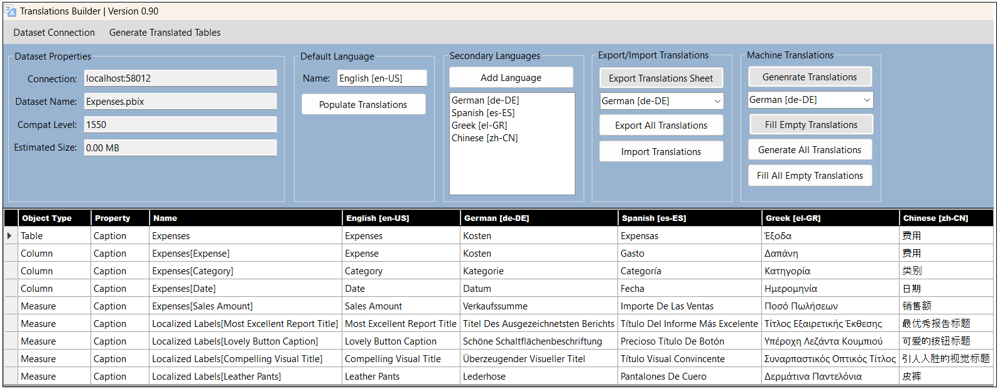 Translations Builder | Version 0.90
Dataset Connection Generate Translated Tables
Dataset Properties
Connection: localhost:58012
Dataset Name: Expenses.pbix
Compat Level: 1550
Estimated Size: 0.00 MB
Default Language
Name: English [en-US]
Populate Translations
Secondary Languages
Add Language
German [de-DE]
Spanish [es-ES]
Greek [el-GR]
Chinese [zh-CN]
Export/Import Translations
Export Translations Sheet
German [de-DE]
Export All Translations
Import Translations
Machine Translations
Genenrate Translations
German [de-DE]
Fill Empty Translations
Generate All Translations
Fill All Empty Translations
Object Type Property Name English [en-US] German [de-DE] Spanish [es-ES] Greek [el-GR] Chinese [zh-CN]
Table Caption Expenses Expenses Kosten Expensas Έξοδα 费用
Column Caption Expenses[Expense] Expense Kosten Gasto Δαπάνη 费用
Column Caption Expenses[Category] Category Kategorie Categoría Κατηγορία 类别
Column Caption Expenses[Date] Date Datum Fecha Ημερομηνία 日期
Measure Caption Expenses[Sales Amount] Sales Amount Verkaufssumme Importe De Las Ventas Ποσό Πωλήσεων 销售额
Measure Caption Localized Labels[Most Excellent Report Title] Most Excellent Report Title Titel Des Ausgezeichnetsten Berichts Título Del Informe Más Excelente Τίτλος Εξαιρετικής Έκθεσης 最优秀报告标题
Measure Caption Localized Labels[Lovely Button Caption] Lovely Button Caption Schöne Schaltflächenbeschriftung Precioso Título De Botón Υπέροχη Λεζάντα Κουμπιού 可爱的按钮标题
Measure Caption Localized Labels[Compelling Visual Title] Compelling Visual Title Überzeugender Visueller Titel Título Visual Convincente Συναρπαστικός Οπτικός Τίτλος 引人入胜的视觉标题
Measure Caption Localized Labels[Leather Pants] Leather Pants Lederhose Pantalones De Cuero Δερμάτινα Παντελόνια 皮裤